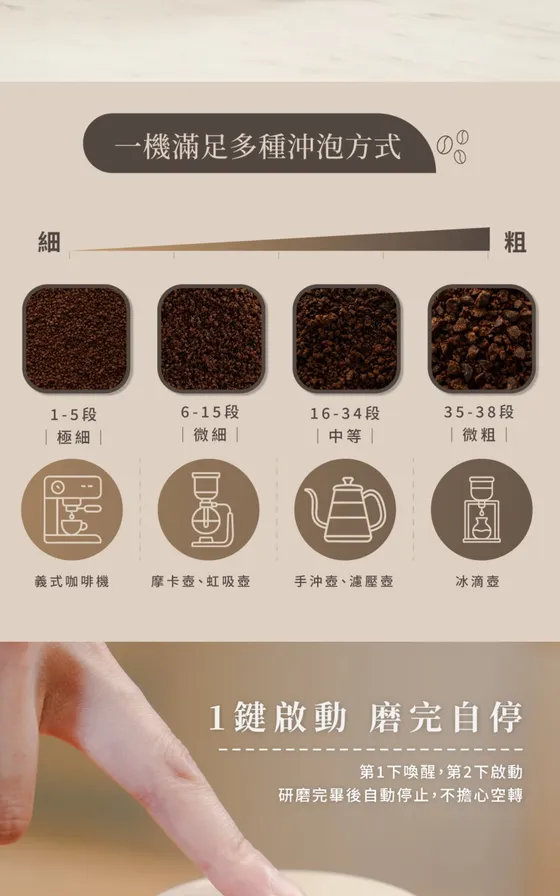 一機滿足多種沖泡方式
細 粗
1-5段 6-15段 16-34段 35-38段
｜極細｜ ｜微細｜ ｜中等｜ ｜微粗｜
義式咖啡機 摩卡壺、虹吸壺 手沖壺、濾壓壺 冰滴壺
1鍵啟動 磨完自停
第1下喚醒，第2下啟動
研磨完畢後自動停止，不擔心空轉